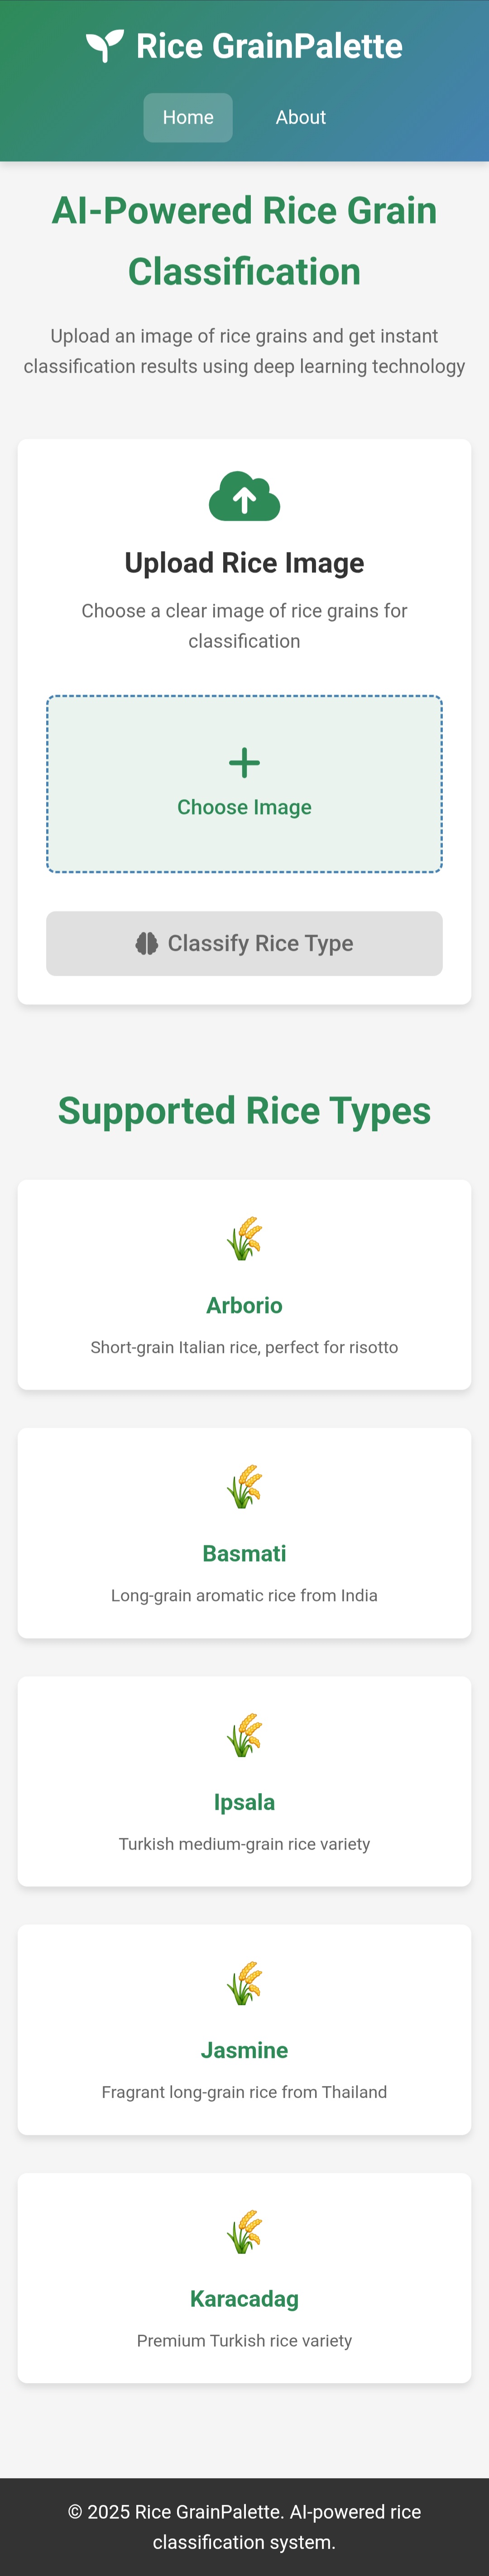 Rice GrainPalette
Home About
AI-Powered Rice Grain
Classification
Upload an image of rice grains and get instant
classification results using deep learning technology
Upload Rice Image
Choose a clear image of rice grains for
classification
Choose Image
Classify Rice Type
Supported Rice Types
Arborio
Short-grain Italian rice, perfect for risotto
Basmati
Long-grain aromatic rice from India
Ipsala
Turkish medium-grain rice variety
Jasmine
Fragrant long-grain rice from Thailand
Karacadag
Premium Turkish rice variety
© 2025 Rice GrainPalette. AI-powered rice
classification system.